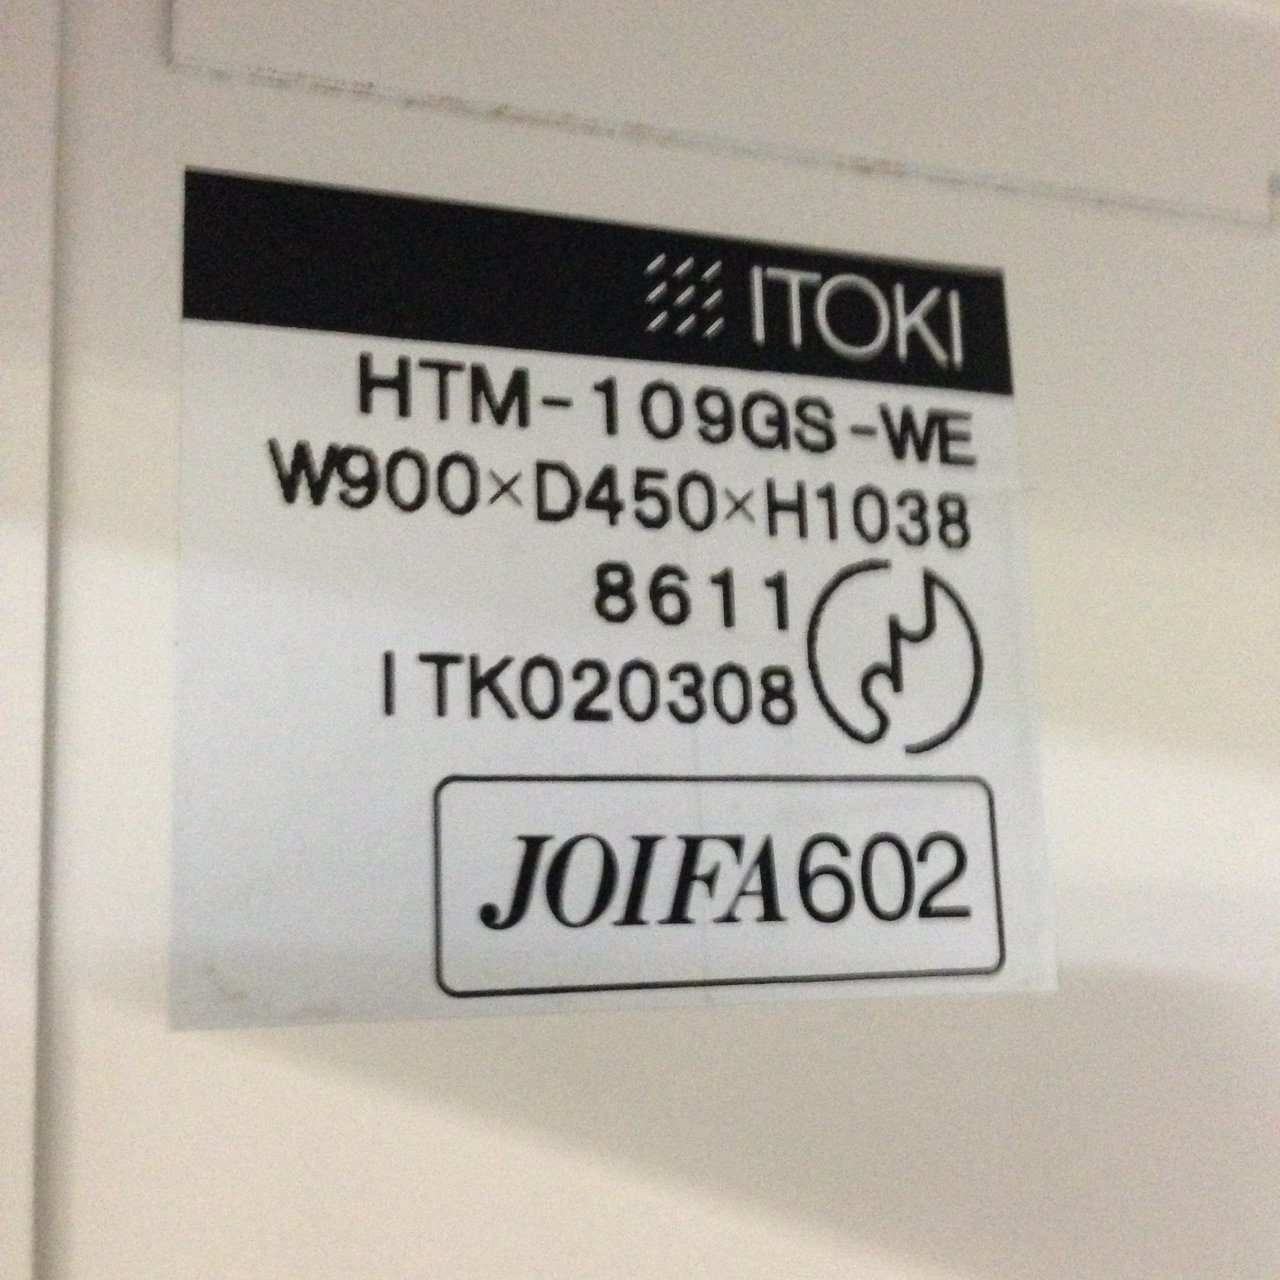 ITOKI
HTM-109GS-WE
W900×D450×H1038
8611
ITK020308
JOIFA602